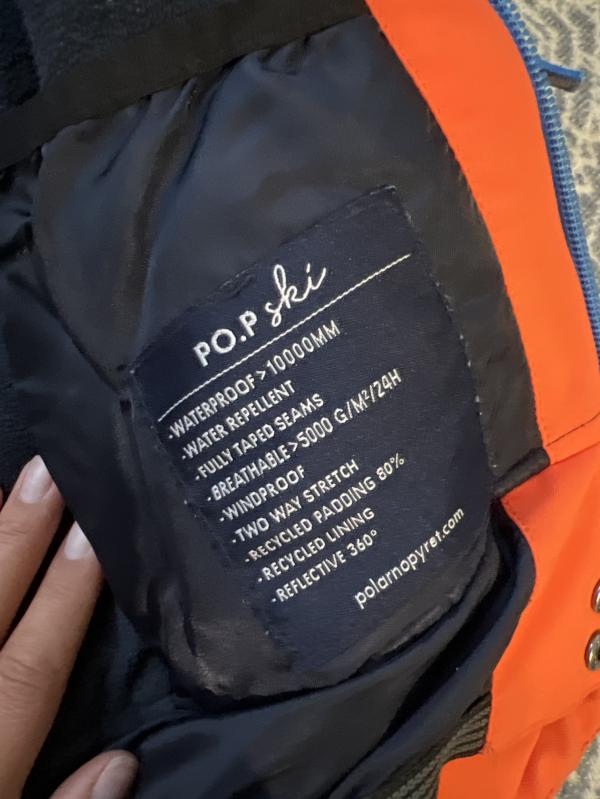 PO.P ski
-WATERPROOF>10000MM
-WATER REPELLENT
-FULLY TAPED SEAMS
-BREATHABLE>5000 G/M²/24H
-WINDPROOF
-TWO WAY STRETCH
-RECYCLED PADDING 80%
-RECYCLED LINING
-REFLECTIVE 360°
polarnopyret.com